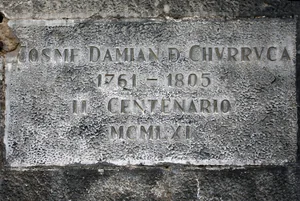 COSME DAMIAN D CHVRRVCA
1761 - 1805
II CENTENARIO
MCMLXI